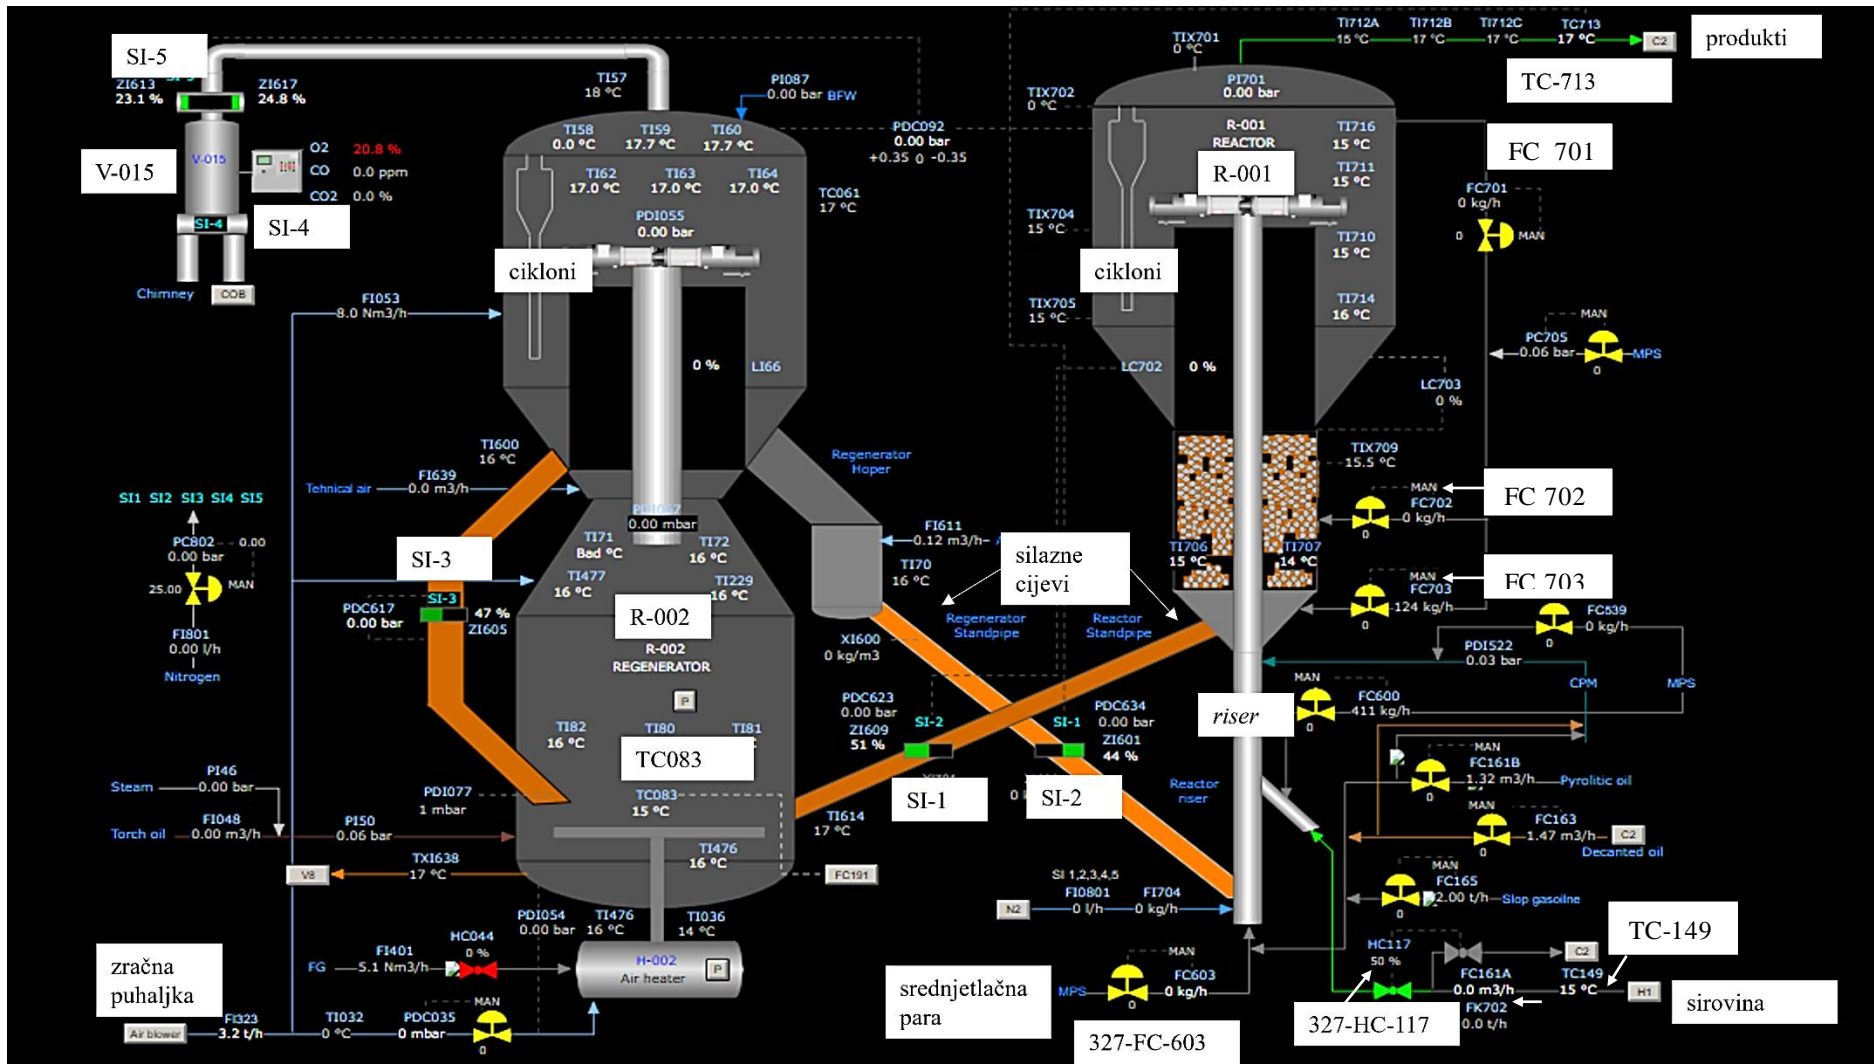 SI-5
ZI613
23.1 %
ZI617
24.8 %
V-015
V-015
O2 20.8 %
CO 0.0 ppm
CO2 0.0 %
SI-4
SI-4
Chimney
COB
TI57
18 °C
PI087
0.00 bar BFW
TI58
0.0 °C
TI59
17.7 °C
TI60
17.7 °C
TI62
17.0 °C
TI63
17.0 °C
TI64
17.0 °C
TC061
17 °C
PDI055
0.00 bar
cikloni
FI053
8.0 Nm3/h
0 %
LI66
PDC092
0.00 bar
+0.35 0 -0.35
TIX701
0 °C
TIX702
0 °C
PI701
0.00 bar
R-001
REACTOR
R-001
TI712A
15 °C
TI712B
17 °C
TI712C
17 °C
TC713
17 °C
C2
produkti
TC-713
TI716
15 °C
TI711
15 °C
FC 701
FC701
0 kg/h
0
MAN
TIX704
15 °C
cikloni
TI710
15 °C
TIX705
15 °C
TI714
16 °C
MAN
PC705
0.06 bar
MPS
0
LC702
0 %
LC703
0 %
TI600
16 °C
Regenerator
Hoper
TIX709
15.5 °C
FI639
0.0 m3/h
Tehnical air
SI1 SI2 SI3 SI4 SI5
PC802
0.00 bar
0.00
25.00
MAN
FI801
0.00 l/h
Nitrogen
0.00 mbar
TI71
Bad °C
TI72
16 °C
TI477
16 °C
TI229
16 °C
SI-3
SI-3
PDC617
0.00 bar
47 %
ZI605
FI611
0.12 m3/h
TI70
16 °C
silazne
cijevi
MAN
FC702
0 kg/h
0
FC 702
TI706
15 °C
TI707
14 °C
MAN
FC703
124 kg/h
0
FC 703
R-002
R-002
REGENERATOR
P
Regenerator
Standpipe
Reactor
Standpipe
XI600
0 kg/m3
FC539
0 kg/h
0
PDI522
0.03 bar
CPM
MPS
riser
MAN
FC600
411 kg/h
0
PDC623
0.00 bar
SI-2
ZI609
51 %
PDC634
0.00 bar
SI-1
ZI601
44 %
TI82
16 °C
TI80
TI81
TC083
TC083
15 °C
SI-1
SI-2
Reactor
riser
MAN
FC161B
1.32 m3/h
Pyrolitic oil
0
MAN
FC163
1.47 m3/h
C2
Decanted oil
0
Steam
PI46
0.00 bar
PDI077
1 mbar
Torch oil
FI048
0.00 m3/h
PI50
0.06 bar
TI614
17 °C
TI476
16 °C
V8
TXI638
17 °C
FC191
SI 1,2,3,4,5
N2
FI0801
0 l/h
FI704
0 kg/h
MAN
FC165
2.00 t/h
Slop gasoilne
0
PDI054
0.00 bar
TI476
16 °C
TI036
14 °C
HC044
0 %
FG
FI401
5.1 Nm3/h
H-002
Air heater
P
zračna
puhaljka
Air blower
FI323
3.2 t/h
TI032
0 °C
PDC035
0 mbar
MAN
0
srednjetlačna
para
MPS
MAN
FC603
0 kg/h
0
327-FC-603
HC117
50 %
327-HC-117
C2
TC-149
FC161A
0.0 m3/h
TC149
15 °C
H1
FK702
0.0 t/h
sirovina